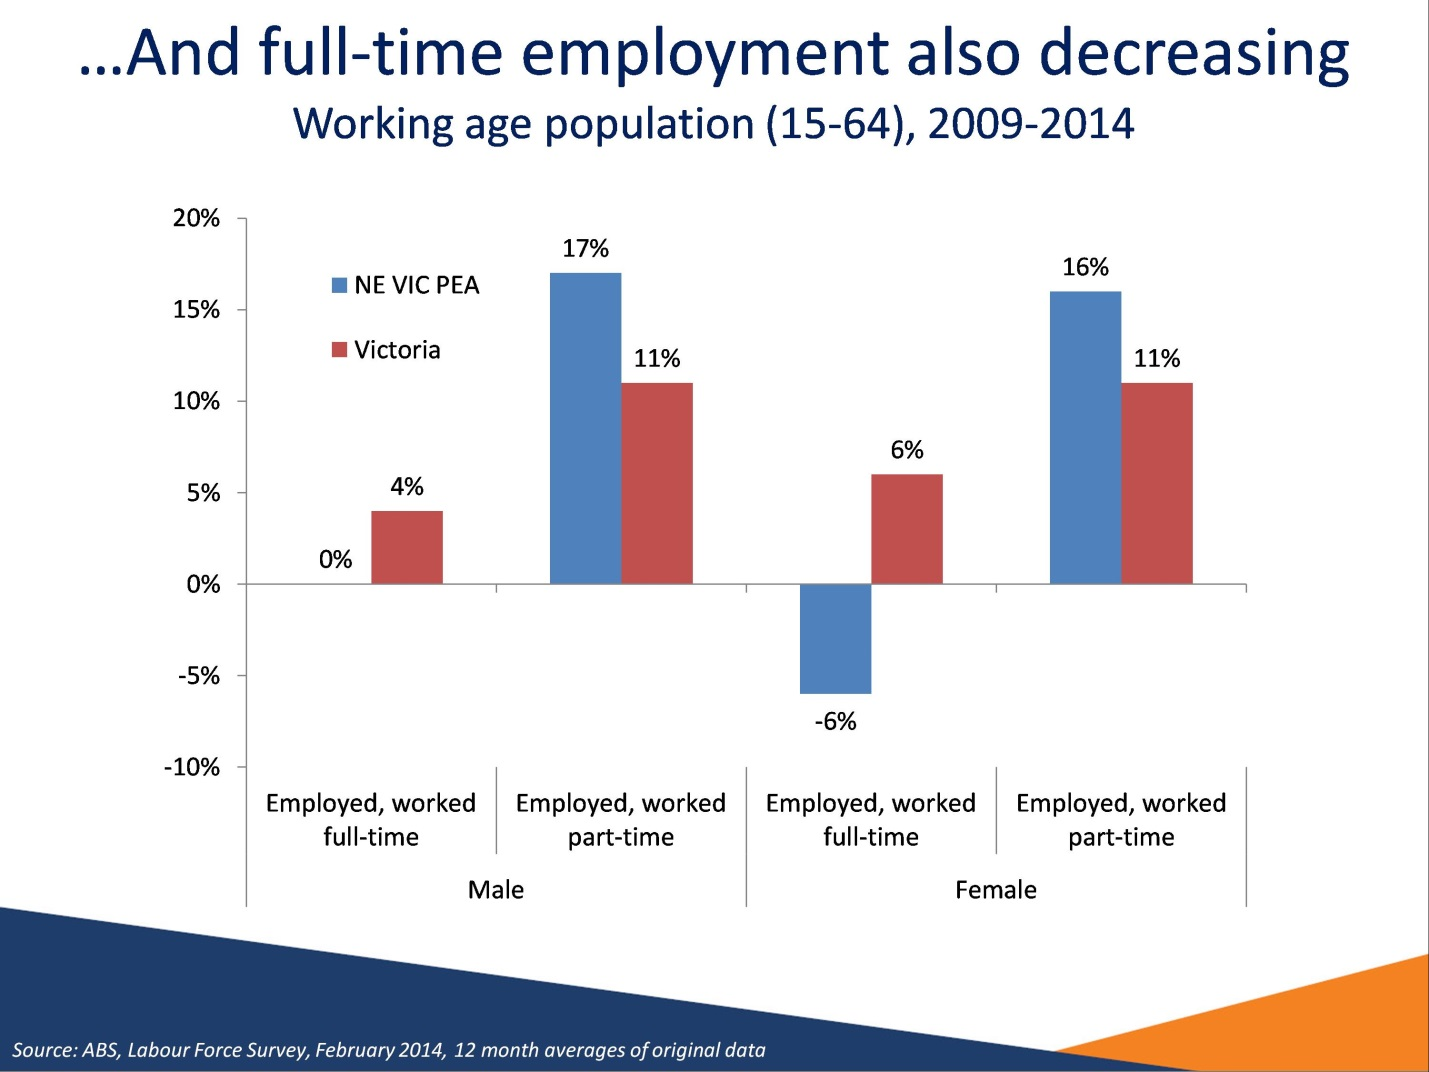 ...And full-time employment also decreasing
Working age population (15-64), 2009-2014
20%
15%
10%
5%
0%
-5%
-10%
NE VIC PEA
Victoria
0%
4%
17%
11%
-6%
6%
16%
11%
Employed, worked
full-time
Employed, worked
part-time
Employed, worked
full-time
Employed, worked
part-time
Male
Female
Source: ABS, Labour Force Survey, February 2014, 12 month averages of original data